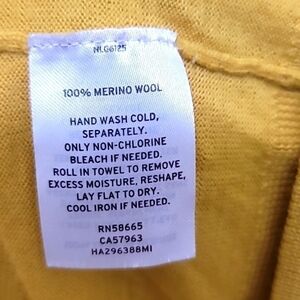 NLG6125
100% MERINO WOOL
HAND WASH COLD,
SEPARATELY.
ONLY NON-CHLORINE
BLEACH IF NEEDED.
ROLL IN TOWEL TO REMOVE
EXCESS MOISTURE, RESHAPE,
LAY FLAT TO DRY.
COOL IRON IF NEEDED.
RN58665
CA57963
HA296388MI